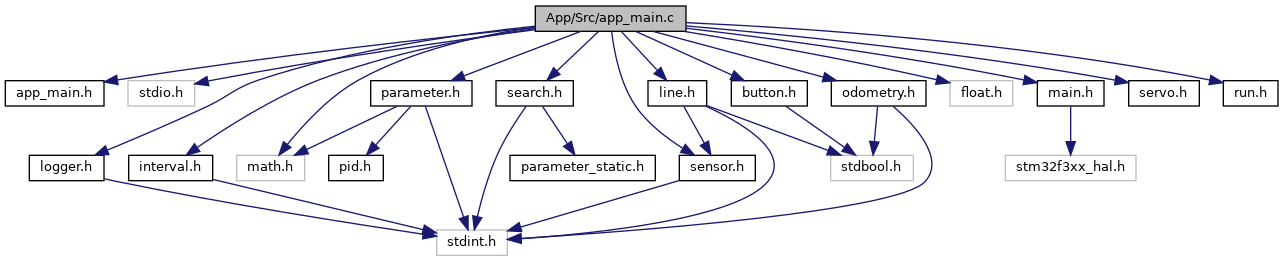 App/Src/app_main.c
app_main.h
stdio.h
parameter.h
search.h
line.h
button.h
odometry.h
float.h
main.h
servo.h
run.h
logger.h
interval.h
math.h
pid.h
parameter_static.h
sensor.h
stdbool.h
stm32f3xx_hal.h
stdint.h